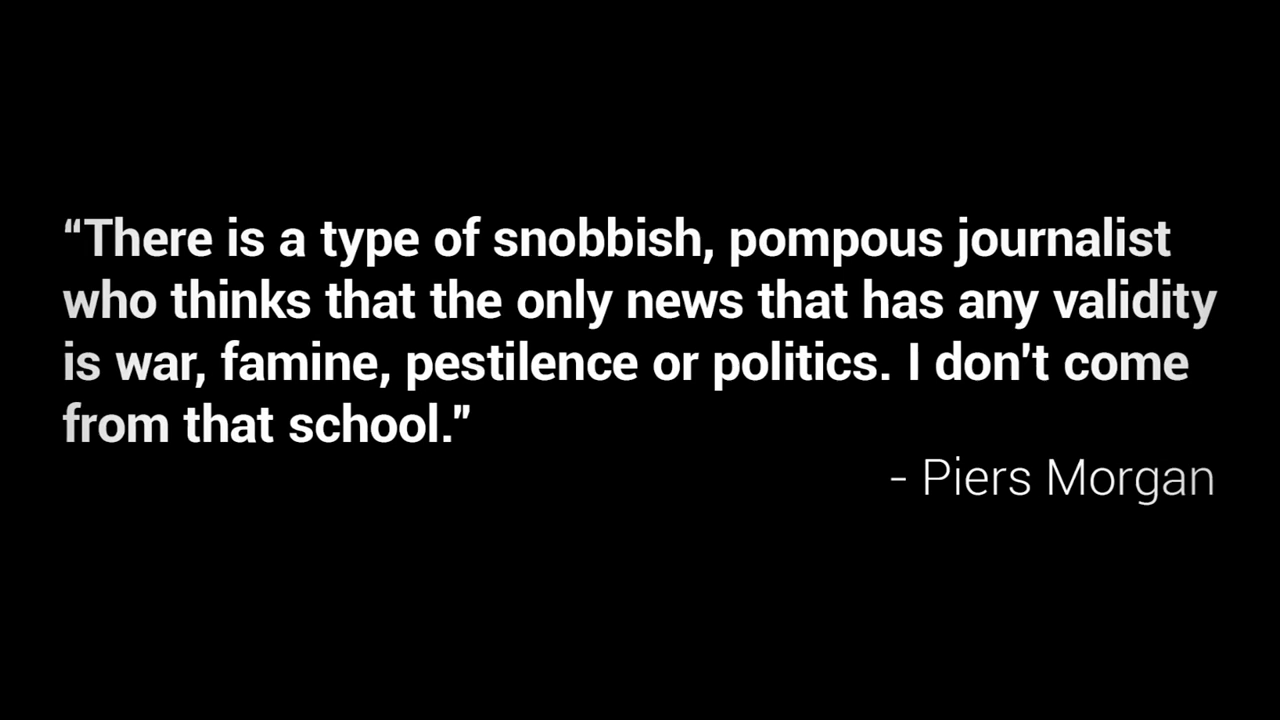 “There is a type of snobbish, pompous journalist
who thinks that the only news that has any validity
is war, famine, pestilence or politics. I don't come
from that school.”
- Piers Morgan